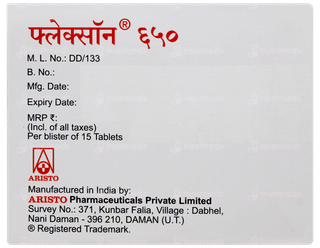 फ्लेक्सॉन® ६५०
M. L. No.: DD/133
B. No.:
Mfg. Date:
Expiry Date:
MRP ₹:
(Incl. of all taxes)
Per blister of 15 Tablets
ARISTO
Manufactured in India by:
ARISTO Pharmaceuticals Private Limited
Survey No.: 371, Kunbar Falia, Village : Dabhel,
Nani Daman - 396 210, DAMAN (U.T.)
® Registered Trademark.